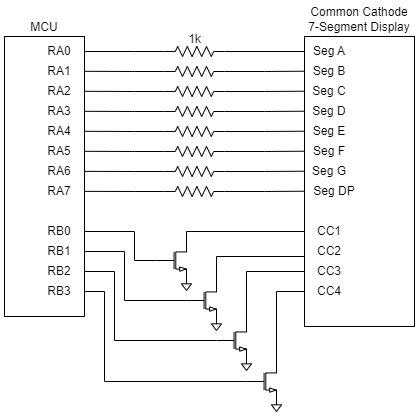 Common Cathode
7-Segment Display
MCU
1k
RA0 Seg A
RA1 Seg B
RA2 Seg C
RA3 Seg D
RA4 Seg E
RA5 Seg F
RA6 Seg G
RA7 Seg DP
RB0 CC1
RB1 CC2
RB2 CC3
RB3 CC4